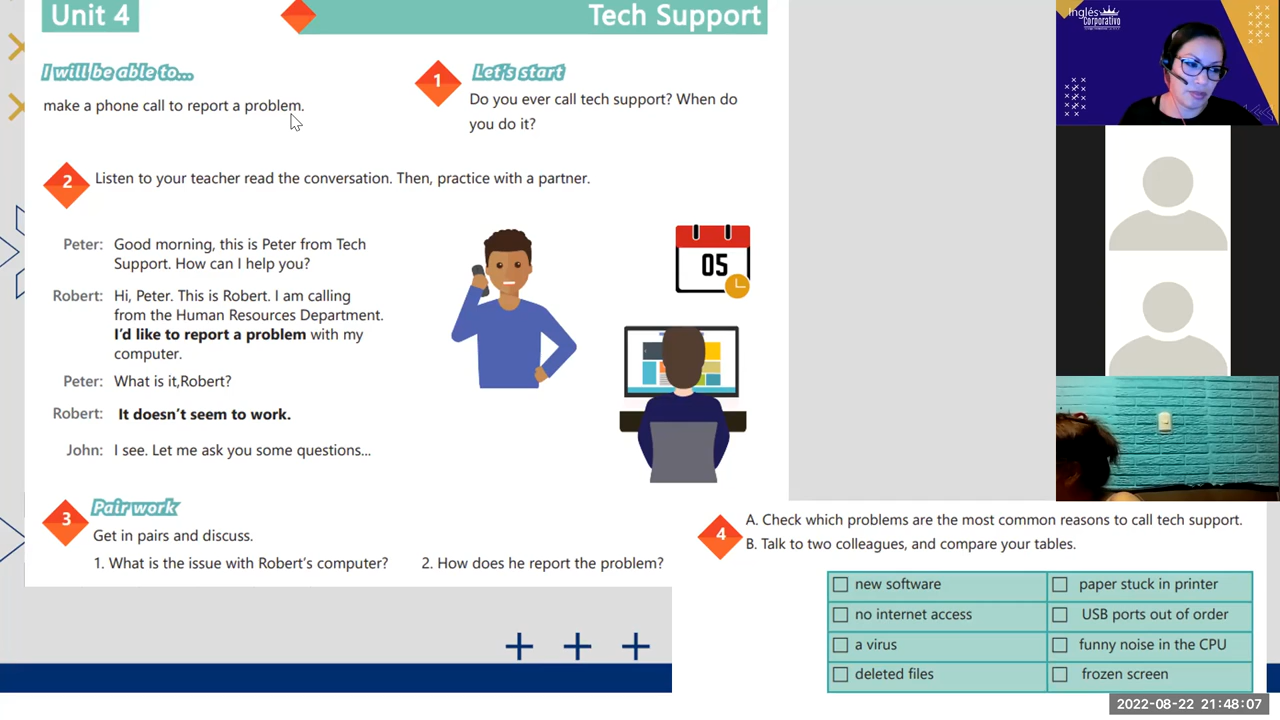 Unit 4
Tech Support
I will be able to...
make a phone call to report a problem.
1
Let's start
Do you ever call tech support? When do
you do it?
2
Listen to your teacher read the conversation. Then, practice with a partner.
Peter: Good morning, this is Peter from Tech
Support. How can I help you?
Robert: Hi, Peter. This is Robert. I am calling
from the Human Resources Department.
I'd like to report a problem with my
computer.
Peter: What is it,Robert?
Robert: It doesn't seem to work.
John: I see. Let me ask you some questions...
05
3
Pair work
Get in pairs and discuss.
1. What is the issue with Robert's computer?
2. How does he report the problem?
4
A. Check which problems are the most common reasons to call tech support.
B. Talk to two colleagues, and compare your tables.
new software
paper stuck in printer
no internet access
USB ports out of order
a virus
funny noise in the CPU
deleted files
frozen screen
Inglés
Corporativo
2022-08-22 21:48:07